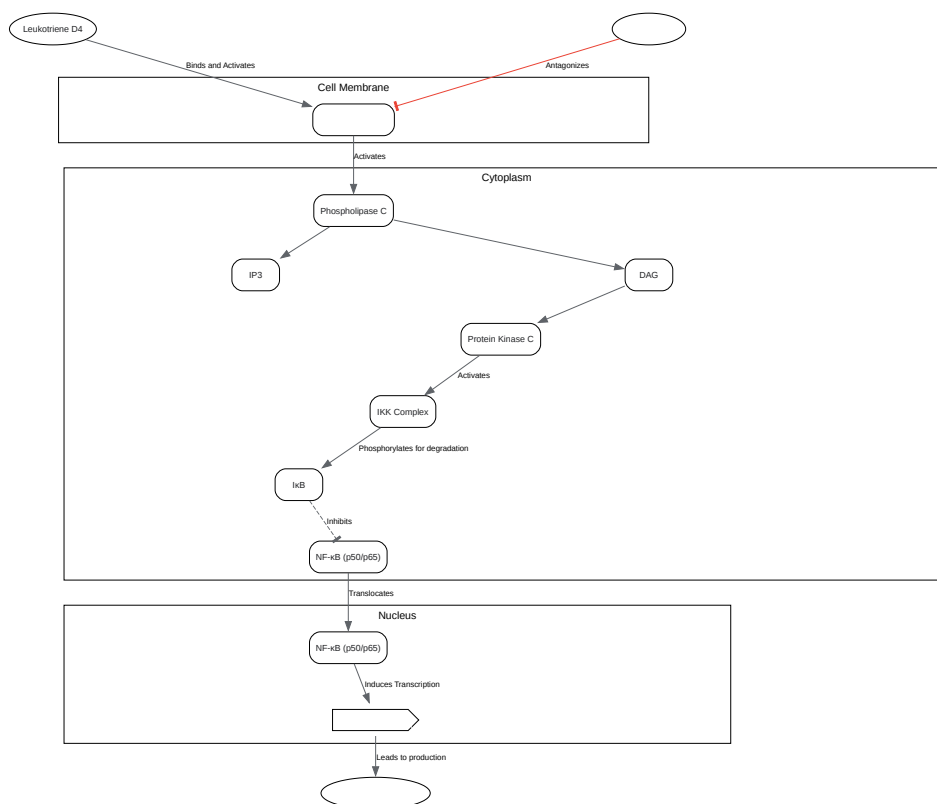 Leukotriene D4
Binds and Activates
Antagonizes
Cell Membrane
Activates
Cytoplasm
Phospholipase C
IP3
DAG
Protein Kinase C
Activates
IKK Complex
Phosphorylates for degradation
IκB
Inhibits
NF-κB (p50/p65)
Translocates
Nucleus
NF-κB (p50/p65)
Induces Transcription
Leads to production